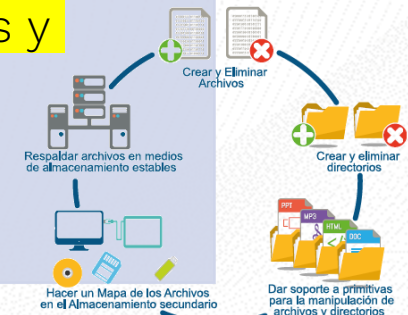 s y
Crear y Eliminar
Archivos
Respaldar archivos en medios
de almacenamiento estables
Crear y eliminar
directorios
PPT
MP3
HTML
DOC
Hacer un Mapa de los Archivos
en el Almacenamiento secundario
Dar soporte a primitivas
para la manipulación de
archivos y directorios